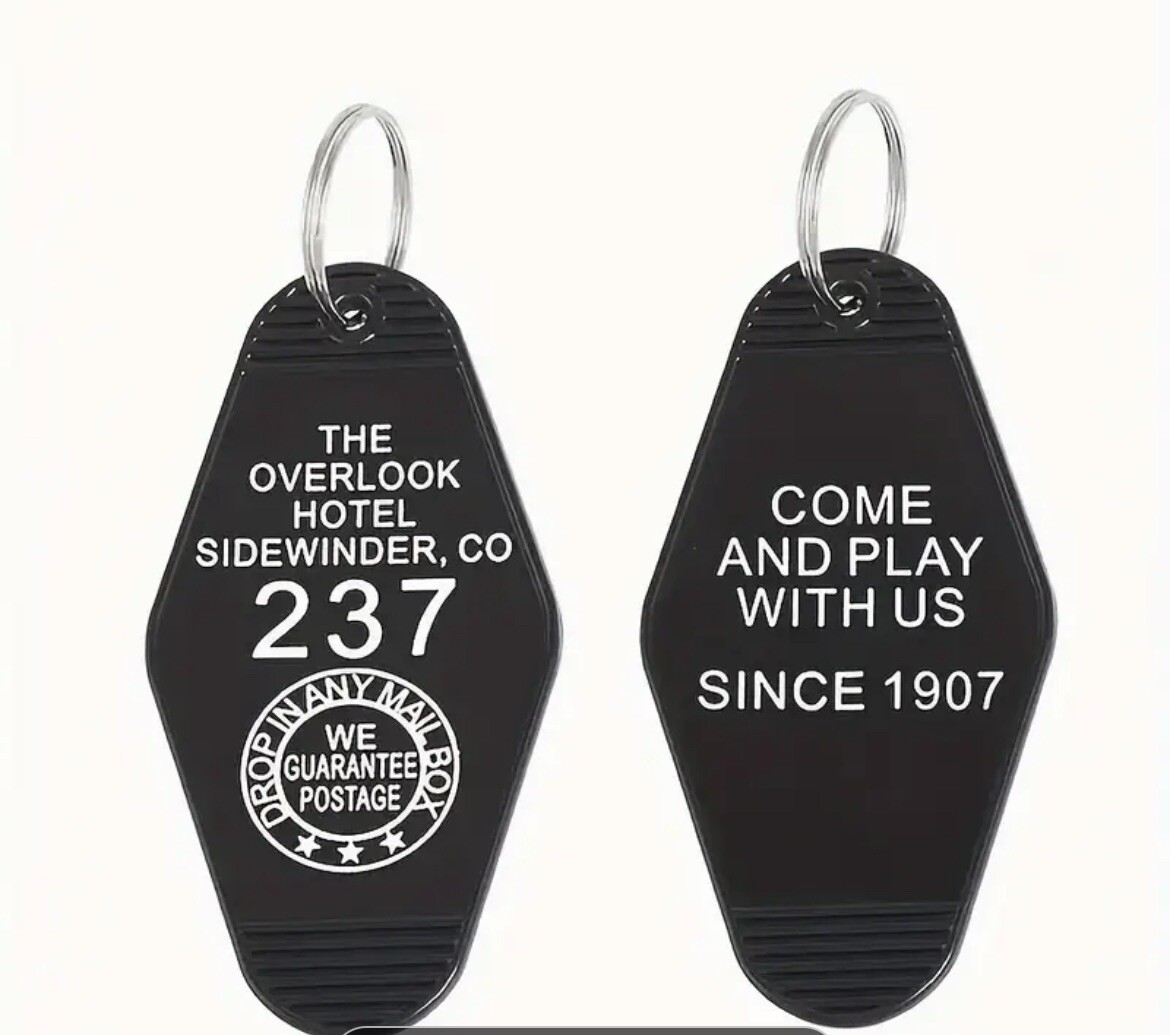 THE
OVERLOOK
HOTEL
SIDEWINDER, CO
237
DROP IN ANY MAIL BOX
WE
GUARANTEE
POSTAGE
COME
AND PLAY
WITH US
SINCE 1907